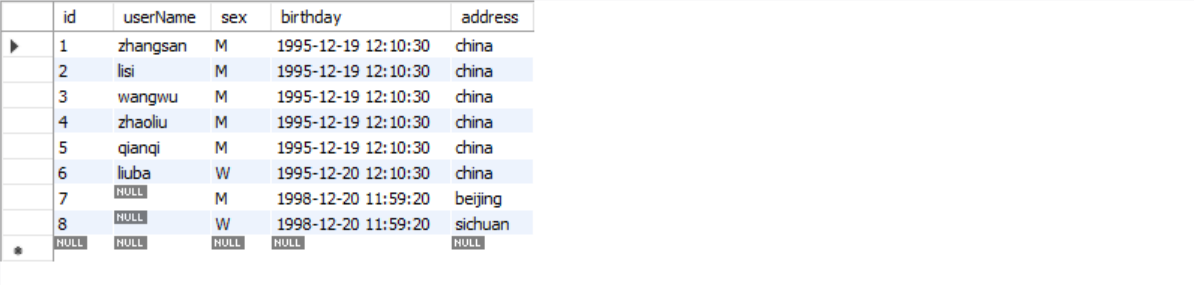 id userName sex birthday address
1 zhangsan M 1995-12-19 12:10:30 china
2 lisi M 1995-12-19 12:10:30 china
3 wangwu M 1995-12-19 12:10:30 china
4 zhaoliu M 1995-12-19 12:10:30 china
5 qianqi M 1995-12-19 12:10:30 china
6 liuba W 1995-12-20 12:10:30 china
7 NULL M 1998-12-20 11:59:20 beijing
8 NULL W 1998-12-20 11:59:20 sichuan
NULL NULL NULL NULL NULL